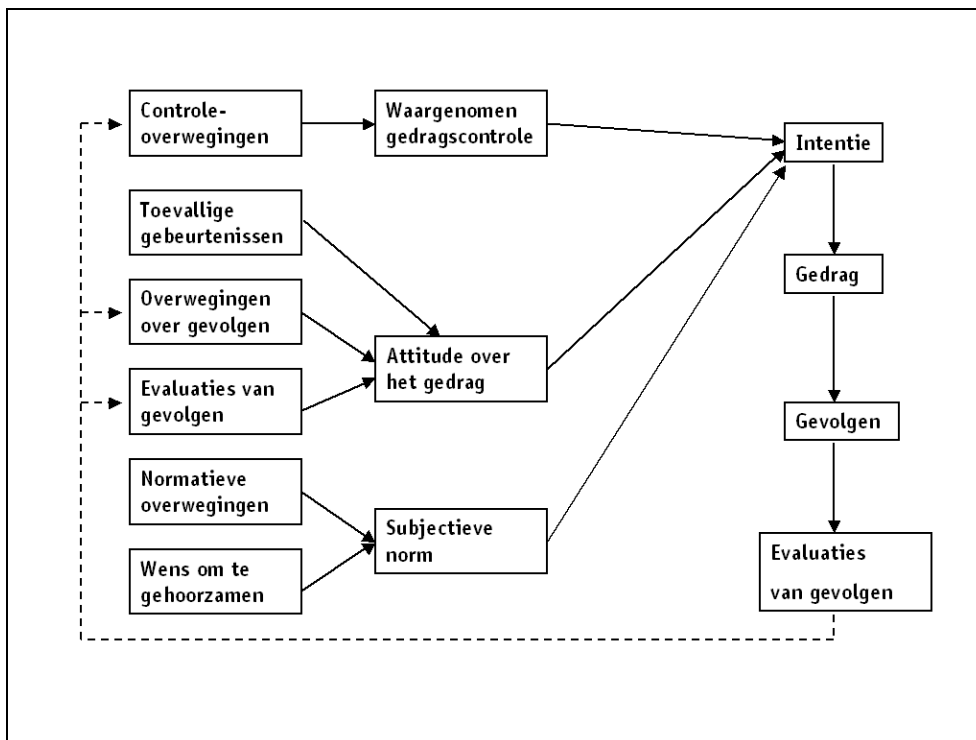 Controle-
overwegingen
Waargenomen
gedragscontrole
Intentie
Toevallige
gebeurtenissen
Gedrag
Overwegingen
over gevolgen
Attitude over
het gedrag
Evaluaties van
gevolgen
Gevolgen
Normatieve
overwegingen
Subjectieve
norm
Wens om te
gehoorzamen
Evaluaties
van gevolgen